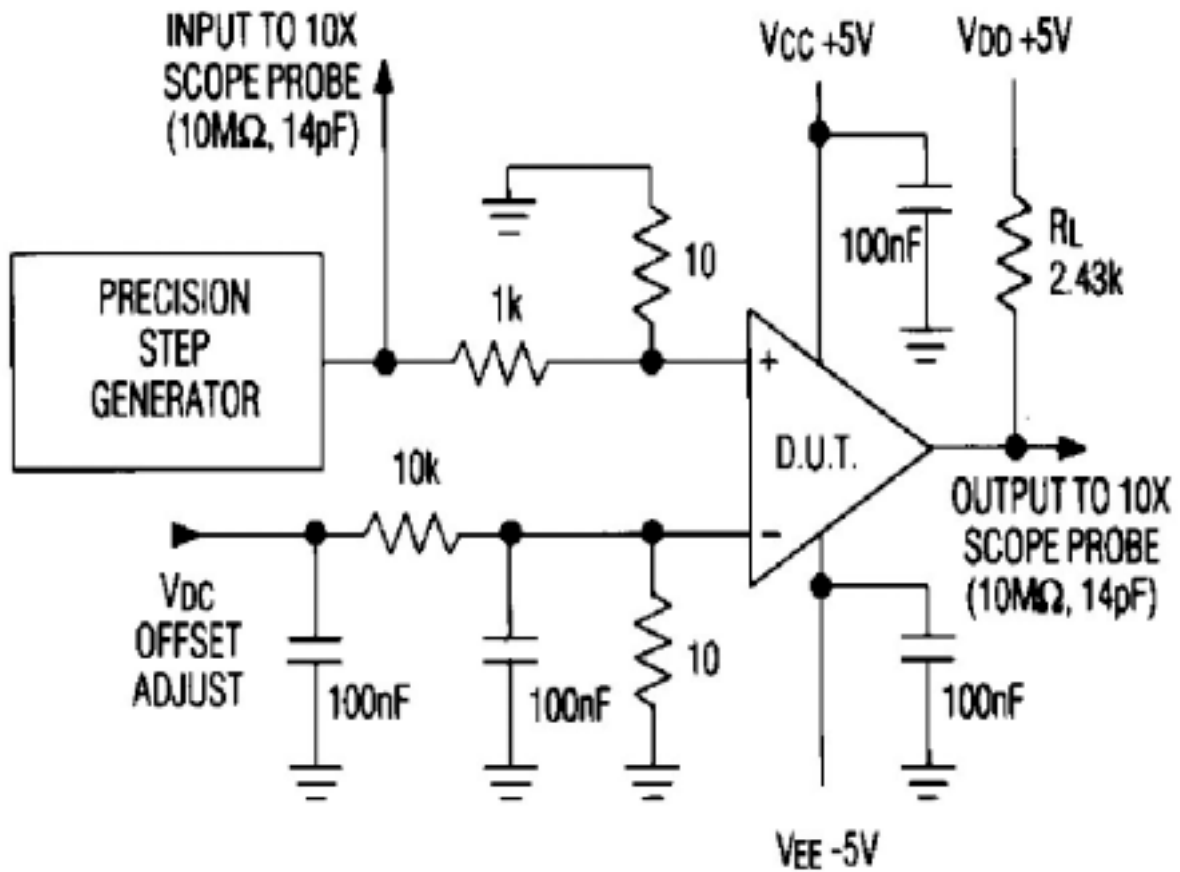 INPUT TO 10X
SCOPE PROBE
(10MΩ, 14pF)
VCC +5V
VDD +5V
100nF
RL
2.43k
10
1k
PRECISION
STEP
GENERATOR
+
D.U.T.
-
10k
OUTPUT TO 10X
SCOPE PROBE
(10MΩ, 14pF)
VDC
OFFSET
ADJUST
100nF
100nF
10
100nF
VEE -5V